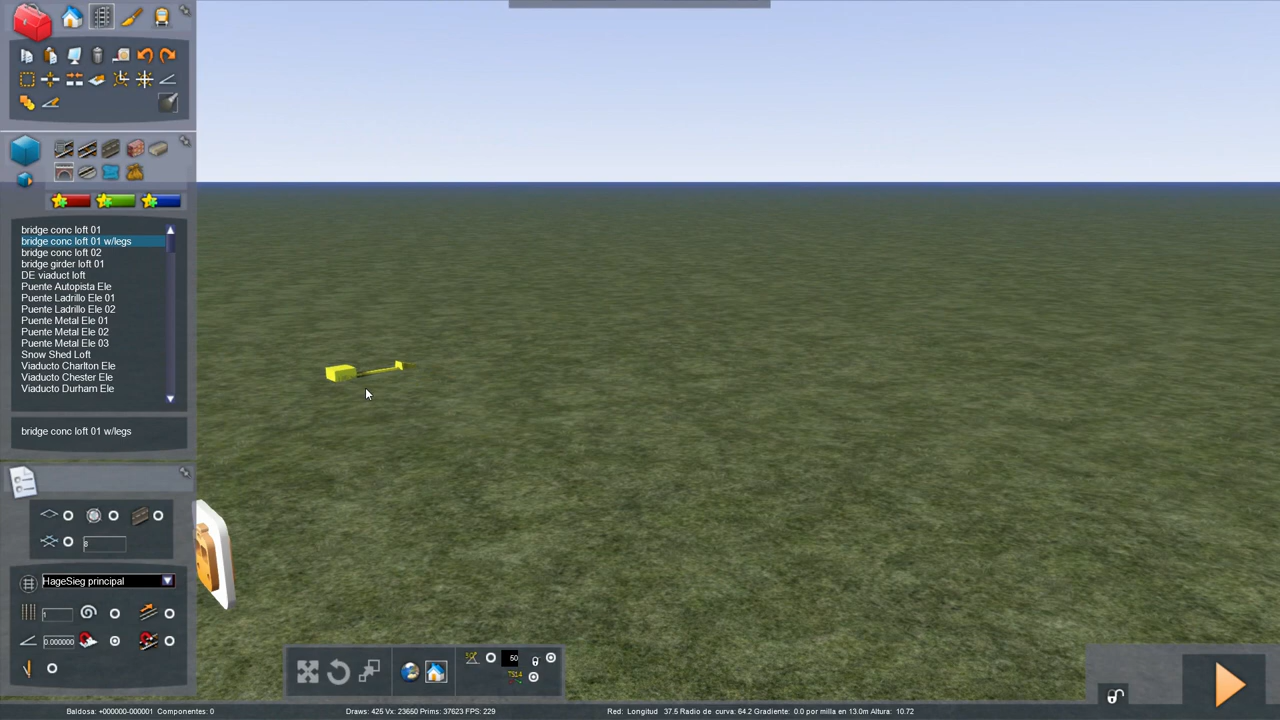 bridge conc loft 01
bridge conc loft 01 w/legs
bridge conc loft 02
bridge girder loft 01
DE viaduct loft
Puente Autopista Ele
Puente Ladrillo Ele 01
Puente Ladrillo Ele 02
Puente Metal Ele 01
Puente Metal Ele 02
Puente Metal Ele 03
Snow Shed Loft
Viaducto Charlton Ele
Viaducto Chester Ele
Viaducto Durham Ele
bridge conc loft 01 w/legs
8
HageSieg principal
1
0.000000
50
TS14
Baldosa: +000000-000001 Componentes: 0
Draws: 425 Vx: 23650 Prims: 37623 FPS: 229
Red: Longitud 37.5 Radio de curva: 64.2 Gradiente: 0.0 por milla en 13.0m Altura: 10.72